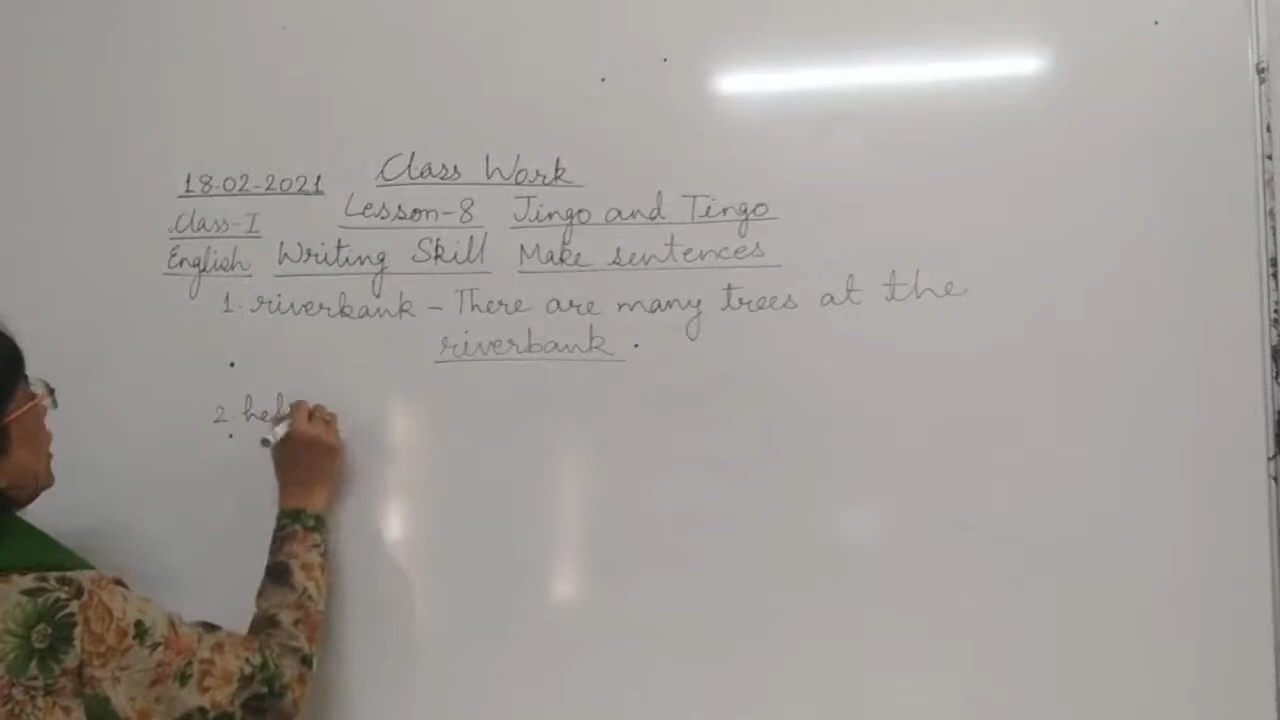 Class Work
18.02.2021
Class-I Lesson-8 Jingo and Tingo
English Writing Skill Make sentences
1. riverbank - There are many trees at the
riverbank.
2.